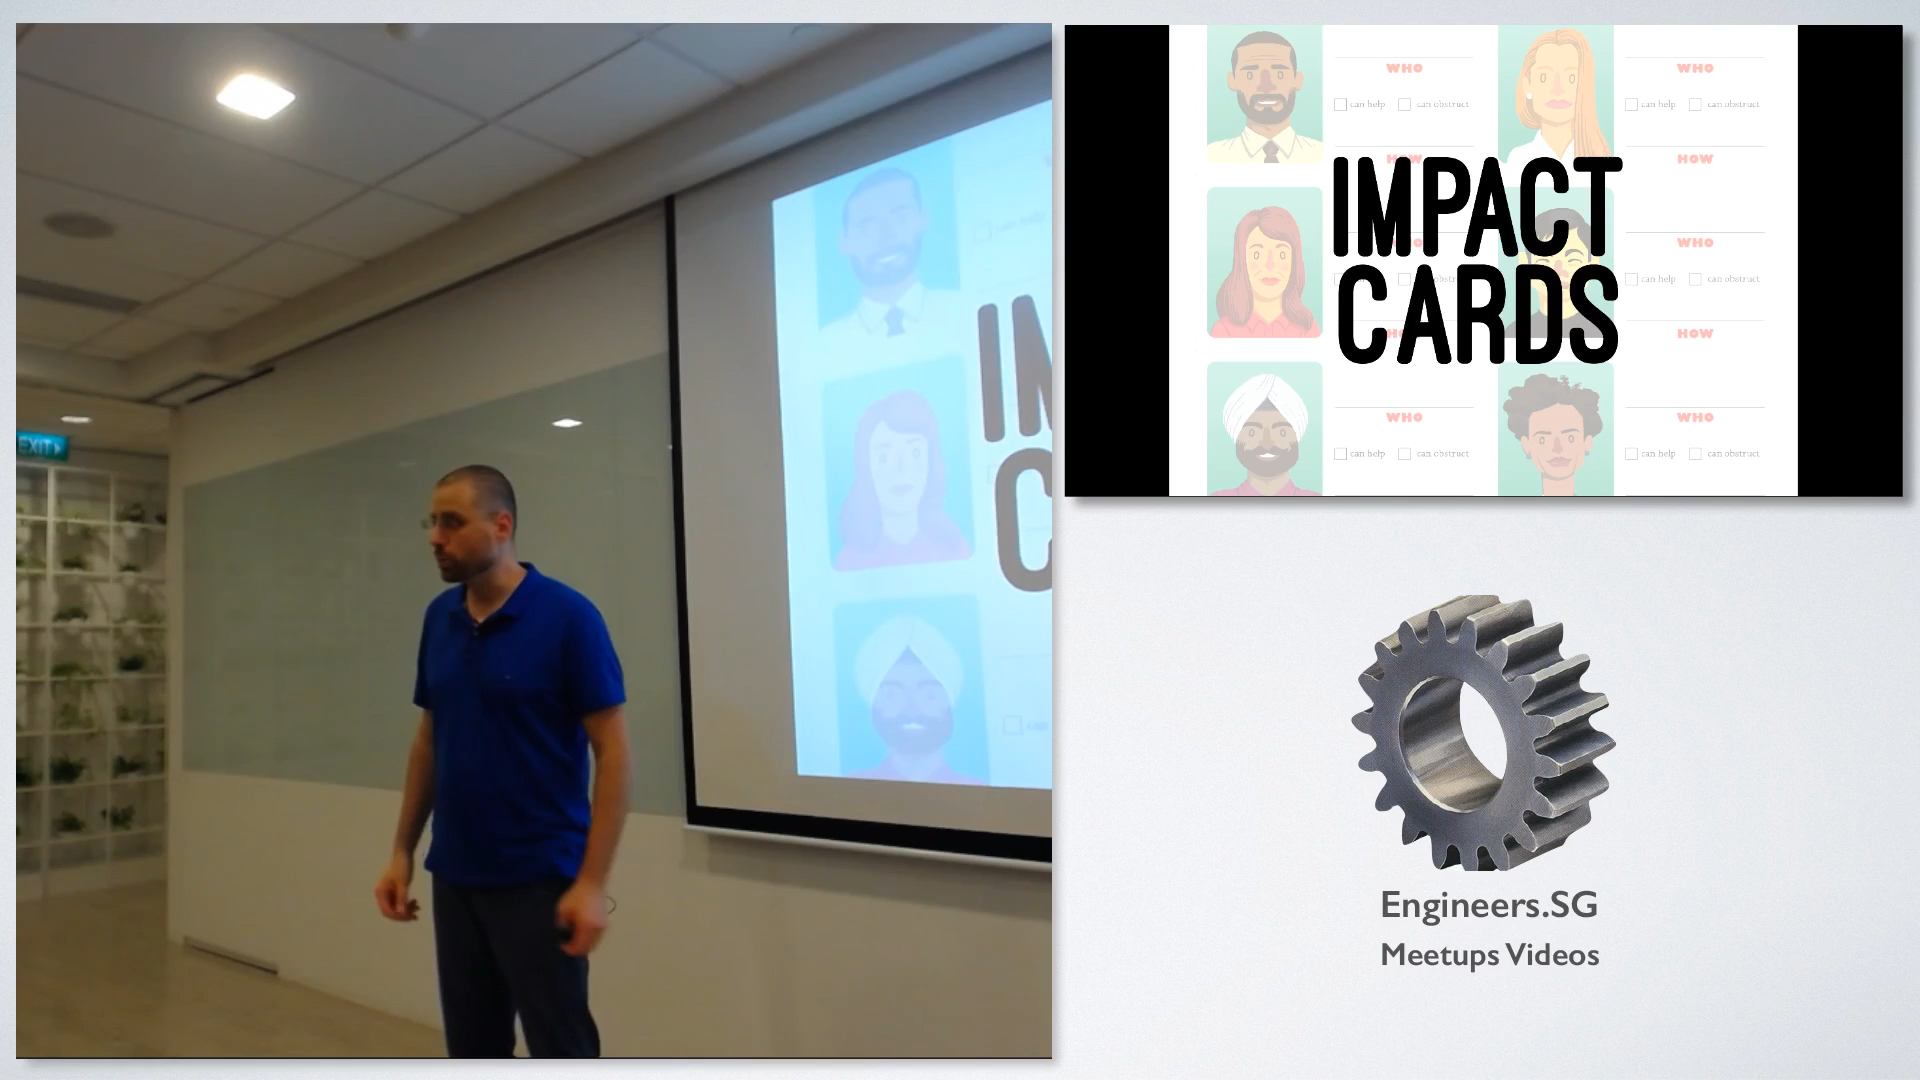 EXIT
IM
C
WHO
can help can obstruct
HOW
WHO
can help can obstruct
HOW
IMPACT
CARDS
WHO
can help can obstruct
HOW
WHO
can help can obstruct
WHO
can help can obstruct
Engineers.SG
Meetups Videos